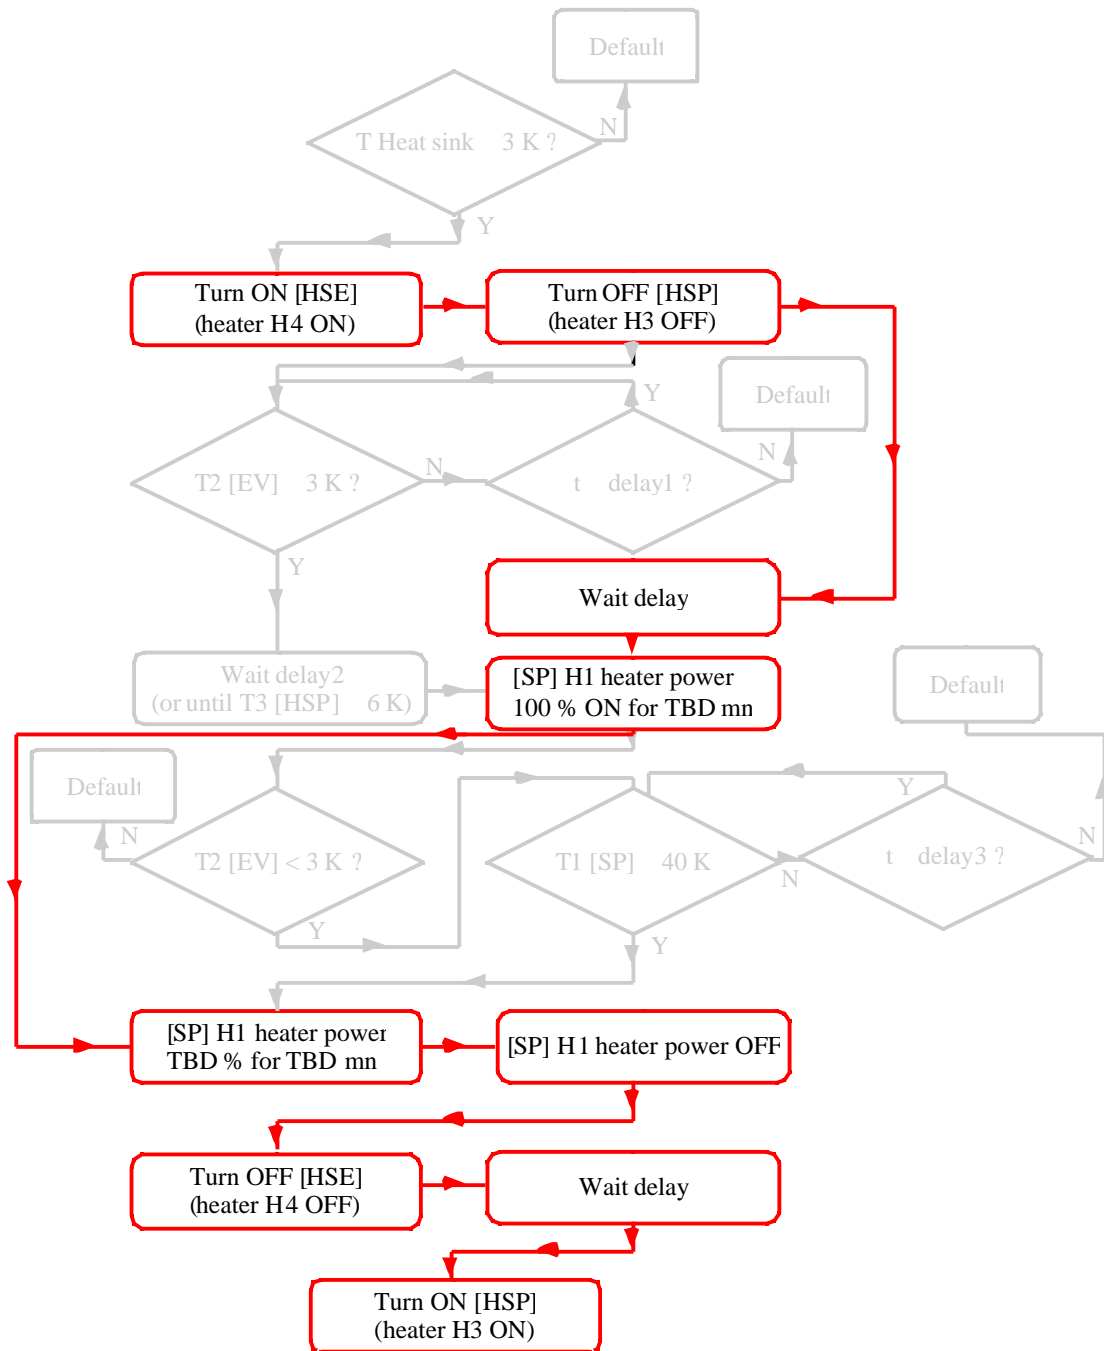 Default
T Heat sink 3 K ?
N
Y
Turn ON [HSE]
(heater H4 ON)
Turn OFF [HSP]
(heater H3 OFF)
Y
Default
N
T2 [EV] 3 K ?
N
t delay1 ?
Y
Wait delay
Wait delay2
(or until T3 [HSP] 6 K)
[SP] H1 heater power
100 % ON for TBD mn
Default
Default
Y
N
T2 [EV] < 3 K ?
T1 [SP] 40 K
N
t delay3 ?
N
Y
Y
[SP] H1 heater power
TBD % for TBD mn
[SP] H1 heater power OFF
Turn OFF [HSE]
(heater H4 OFF)
Wait delay
Turn ON [HSP]
(heater H3 ON)